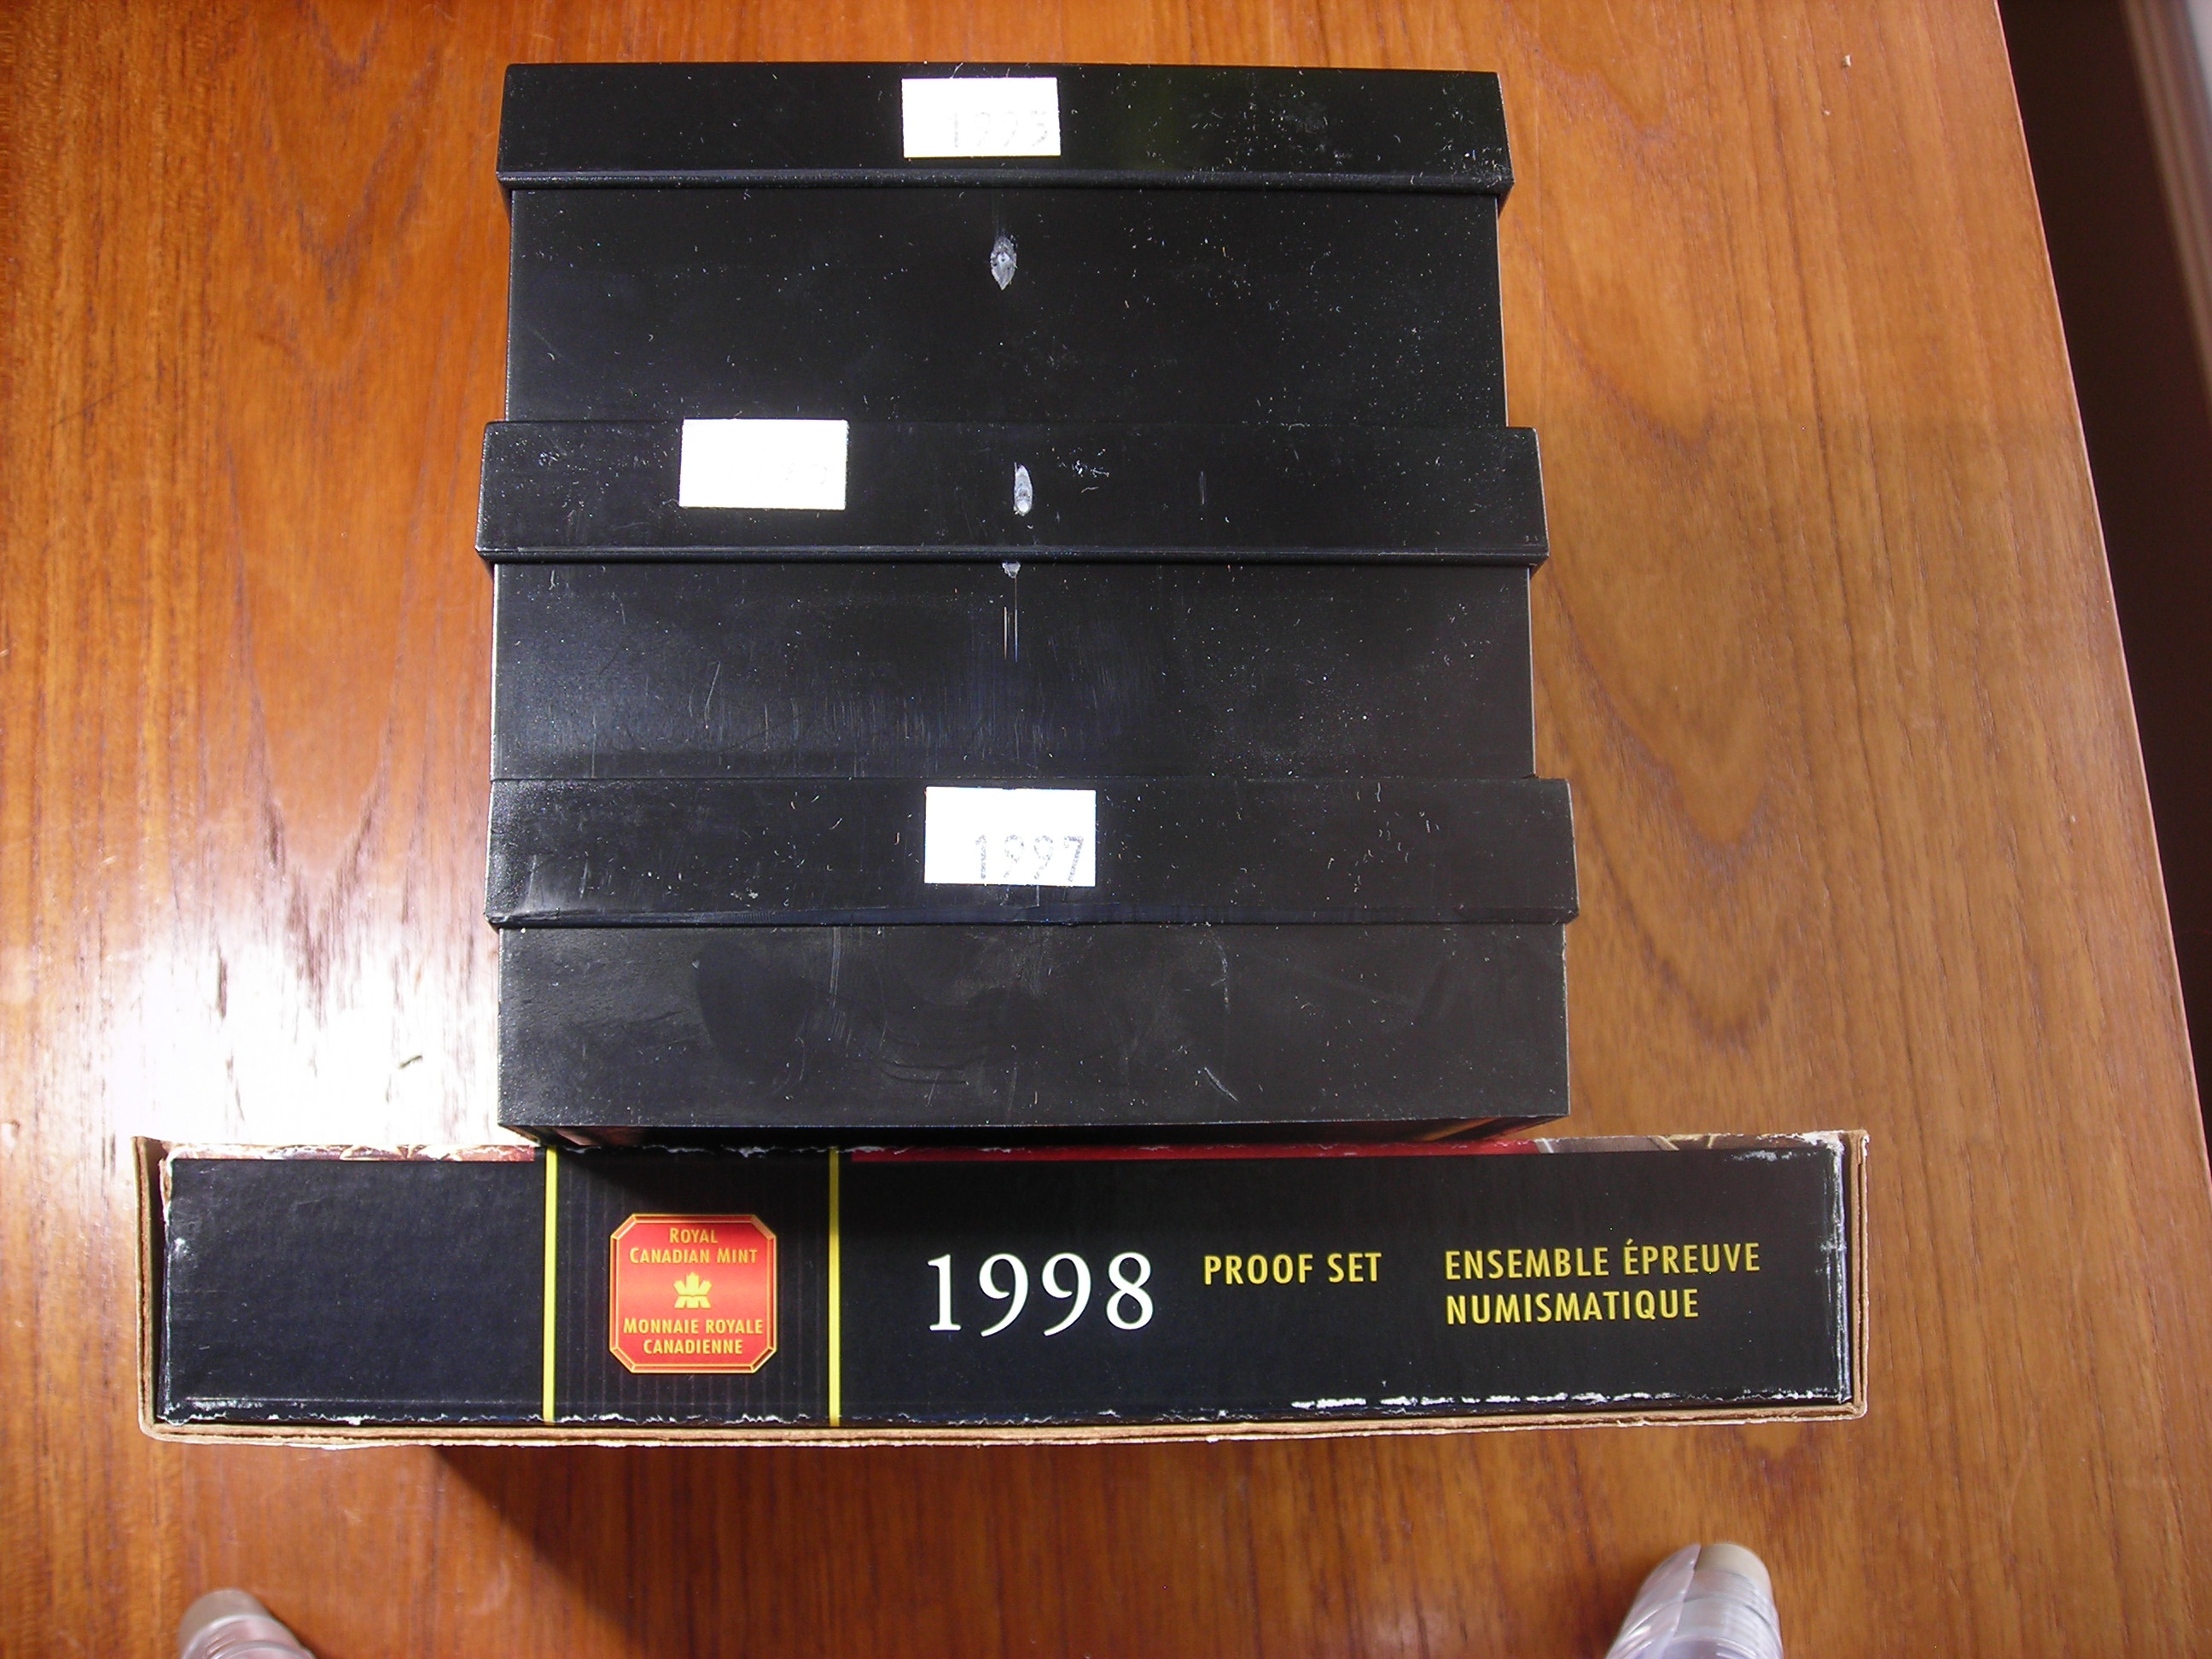 1995
1997
ROYAL
CANADIAN MINT
MONNAIE ROYALE
CANADIENNE
1998
PROOF SET
ENSEMBLE ÉPREUVE
NUMISMATIQUE